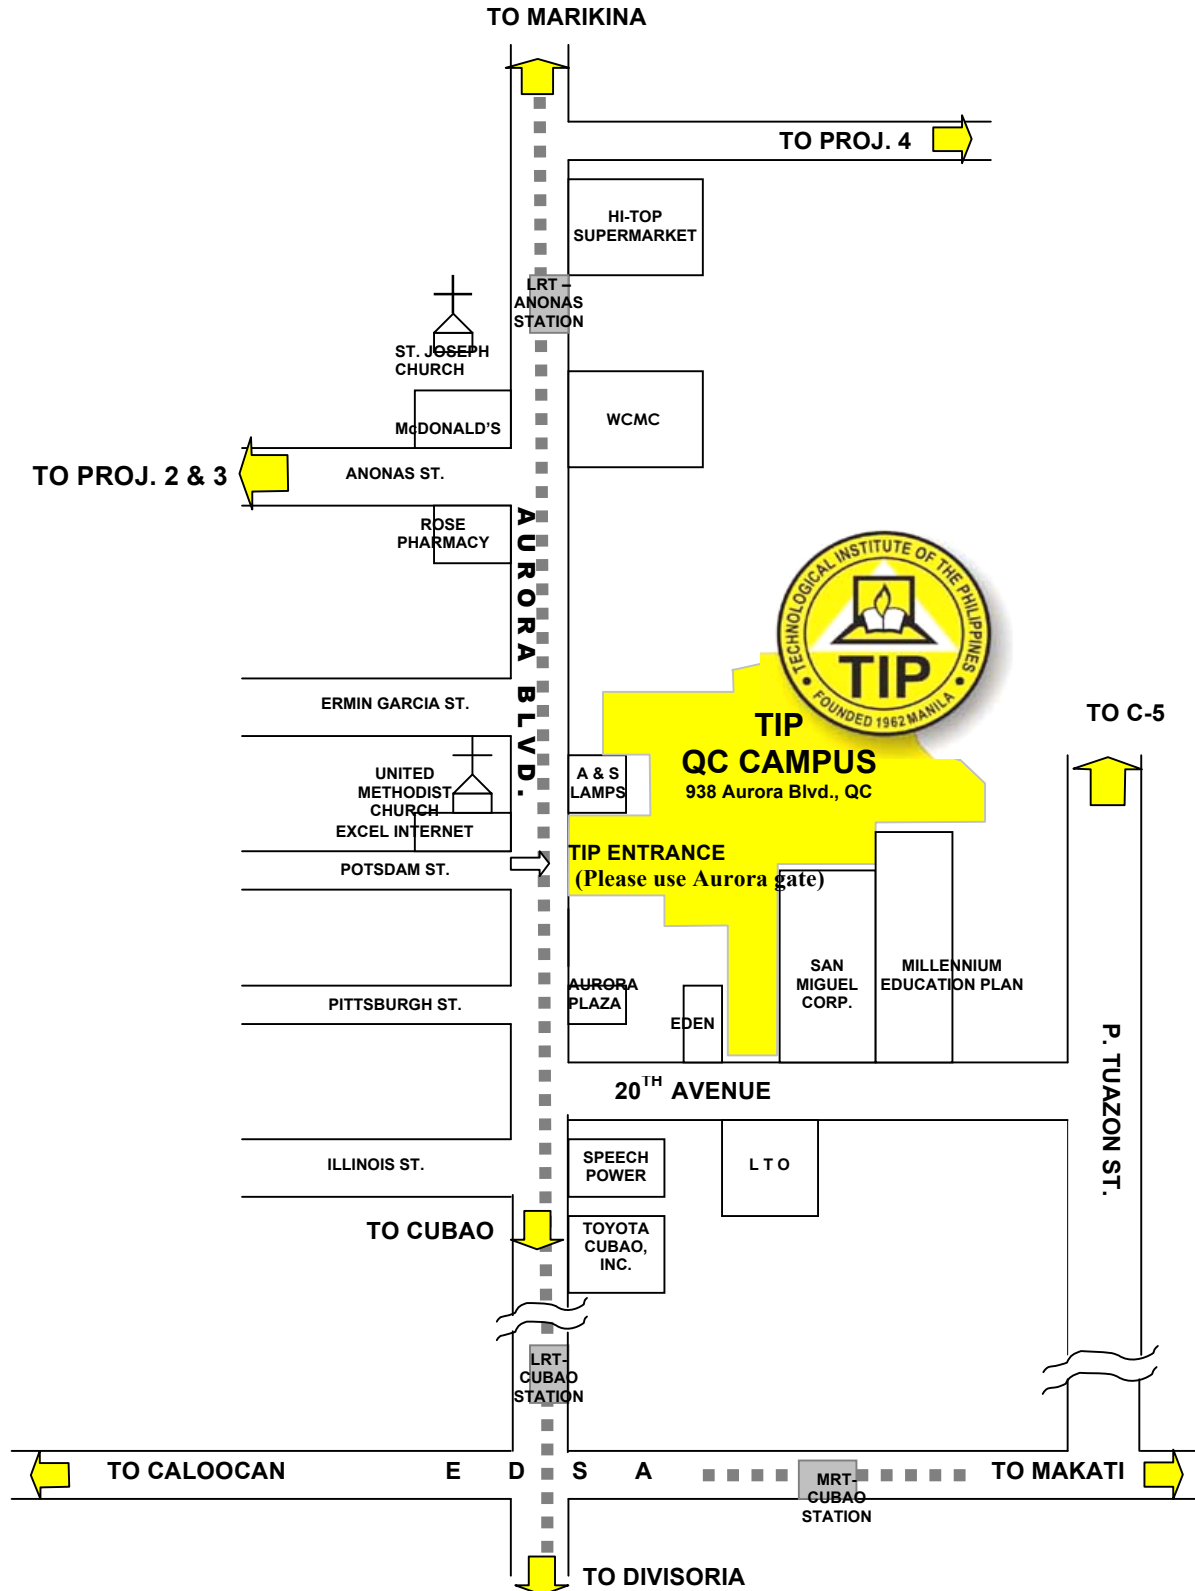 TO MARIKINA
TO PROJ. 4
HI-TOP
SUPERMARKET
LRT –
ANONAS
STATION
ST. JOSEPH
CHURCH
McDONALD'S
WCMC
TO PROJ. 2 & 3
ANONAS ST.
ROSE
PHARMACY
AURORA BLVD.
TECHNOLOGICAL INSTITUTE OF THE PHILIPPINES
TIP
FOUNDED 1962 MANILA
ERMIN GARCIA ST.
TIP
QC CAMPUS
938 Aurora Blvd., QC
TO C-5
UNITED
METHODIST
CHURCH
A & S
LAMPS
EXCEL INTERNET
POTSDAM ST.
TIP ENTRANCE
(Please use Aurora gate)
SAN
MIGUEL
CORP.
MILLENNIUM
EDUCATION PLAN
AURORA
PLAZA
PITTSBURGH ST.
EDEN
P. TUAZON ST.
20TH AVENUE
ILLINOIS ST.
SPEECH
POWER
L T O
TO CUBAO
TOYOTA
CUBAO,
INC.
LRT-
CUBAO
STATION
TO CALOOCAN
E D S A
TO MAKATI
MRT-
CUBAO
STATION
TO DIVISORIA